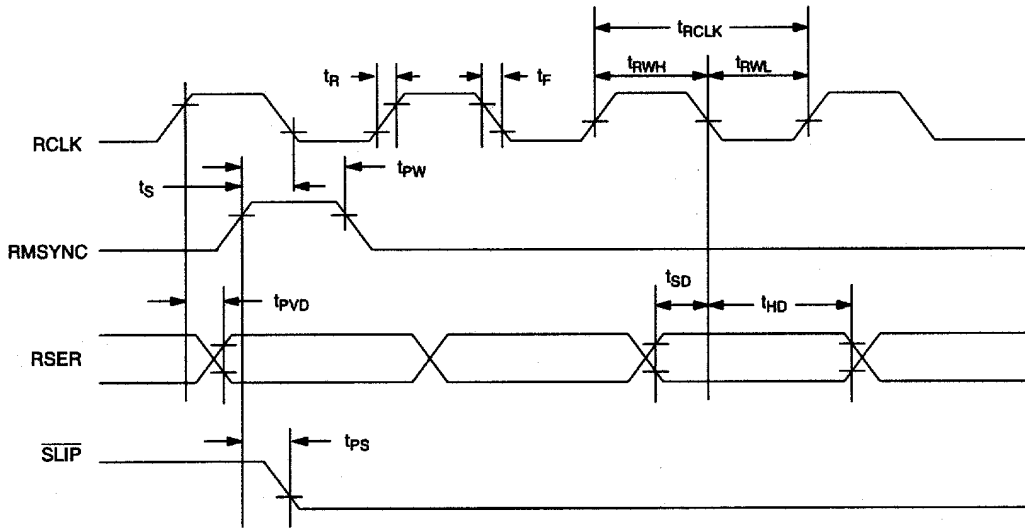 tRCLK
tR
tF
tRWH
tRWL
RCLK
tPW
tS
RMSYNC
tSD
tPVD
tHD
RSER
tPS
SLIP